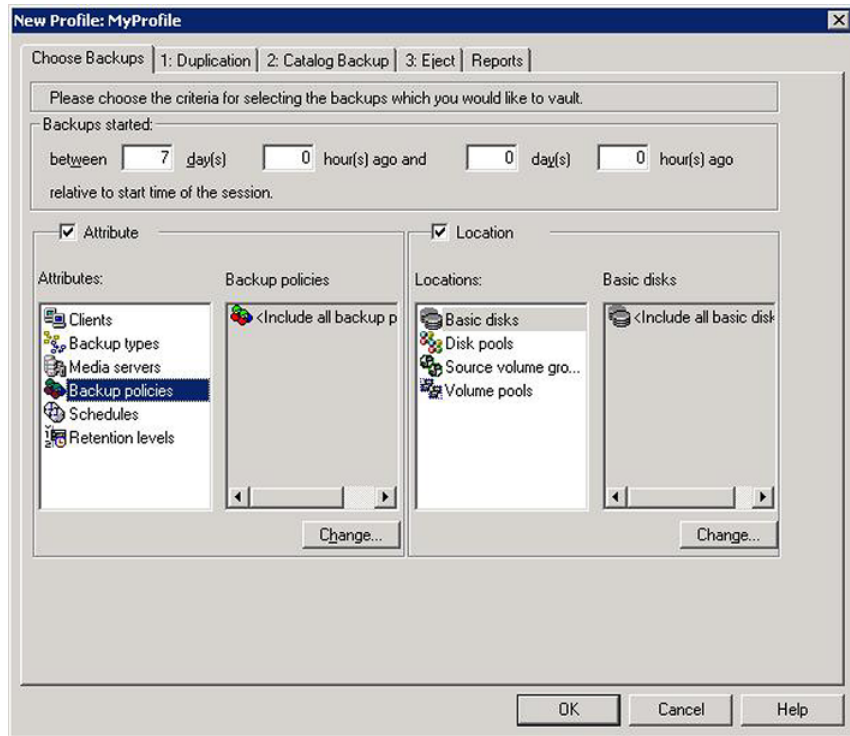 New Profile: MyProfile
Choose Backups 1: Duplication 2: Catalog Backup 3: Eject Reports
Please choose the criteria for selecting the backups which you would like to vault.
Backups started:
between 7 day(s) 0 hour(s) ago and 0 day(s) 0 hour(s) ago
relative to start time of the session.
Attribute
Location
Attributes:
Backup policies
Locations:
Basic disks
Clients
Backup types
Media servers
Backup policies
Schedules
Retention levels
<Include all backup p
Basic disks
Disk pools
Source volume gro...
Volume pools
<Include all basic disk
Change...
Change...
OK Cancel Help